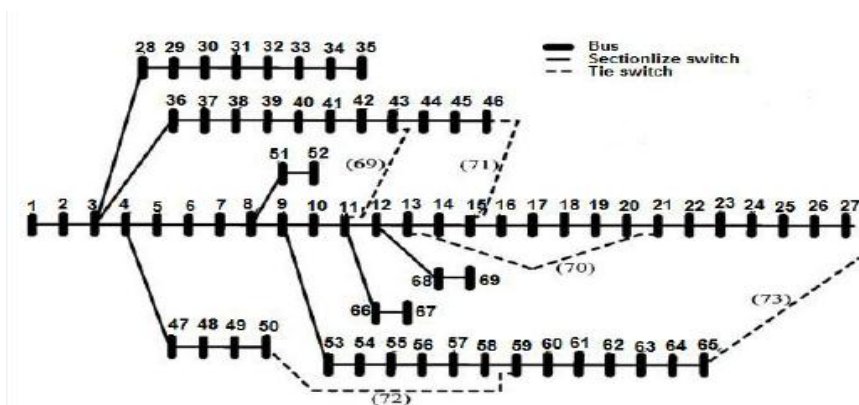 28 29 30 31 32 33 34 35
Bus
Sectionlize switch
Tie switch
36 37 38 39 40 41 42 43 44 45 46
51 52
(69)
(71)
1 2 3 4 5 6 7 8 9 10 11 12 13 14 15 16 17 18 19 20 21 22 23 24 25 26 27
(70)
68 69
(73)
66 67
47 48 49 50
53 54 55 56 57 58 59 60 61 62 63 64 65
(72)